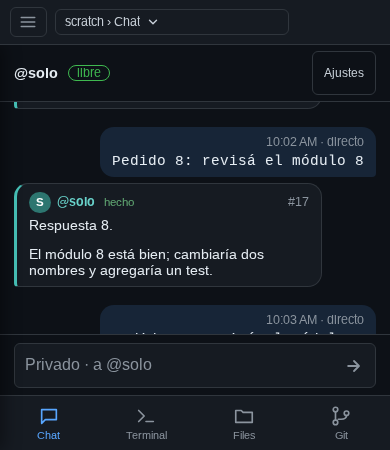 scratch › Chat
@solo libre
Ajustes
10:02 AM · directo
Pedido 8: revisá el módulo 8
S @solo hecho #17
Respuesta 8.
El módulo 8 está bien; cambiaría dos
nombres y agregaría un test.
10:03 AM · directo
Privado · a @solo
Chat Terminal Files Git